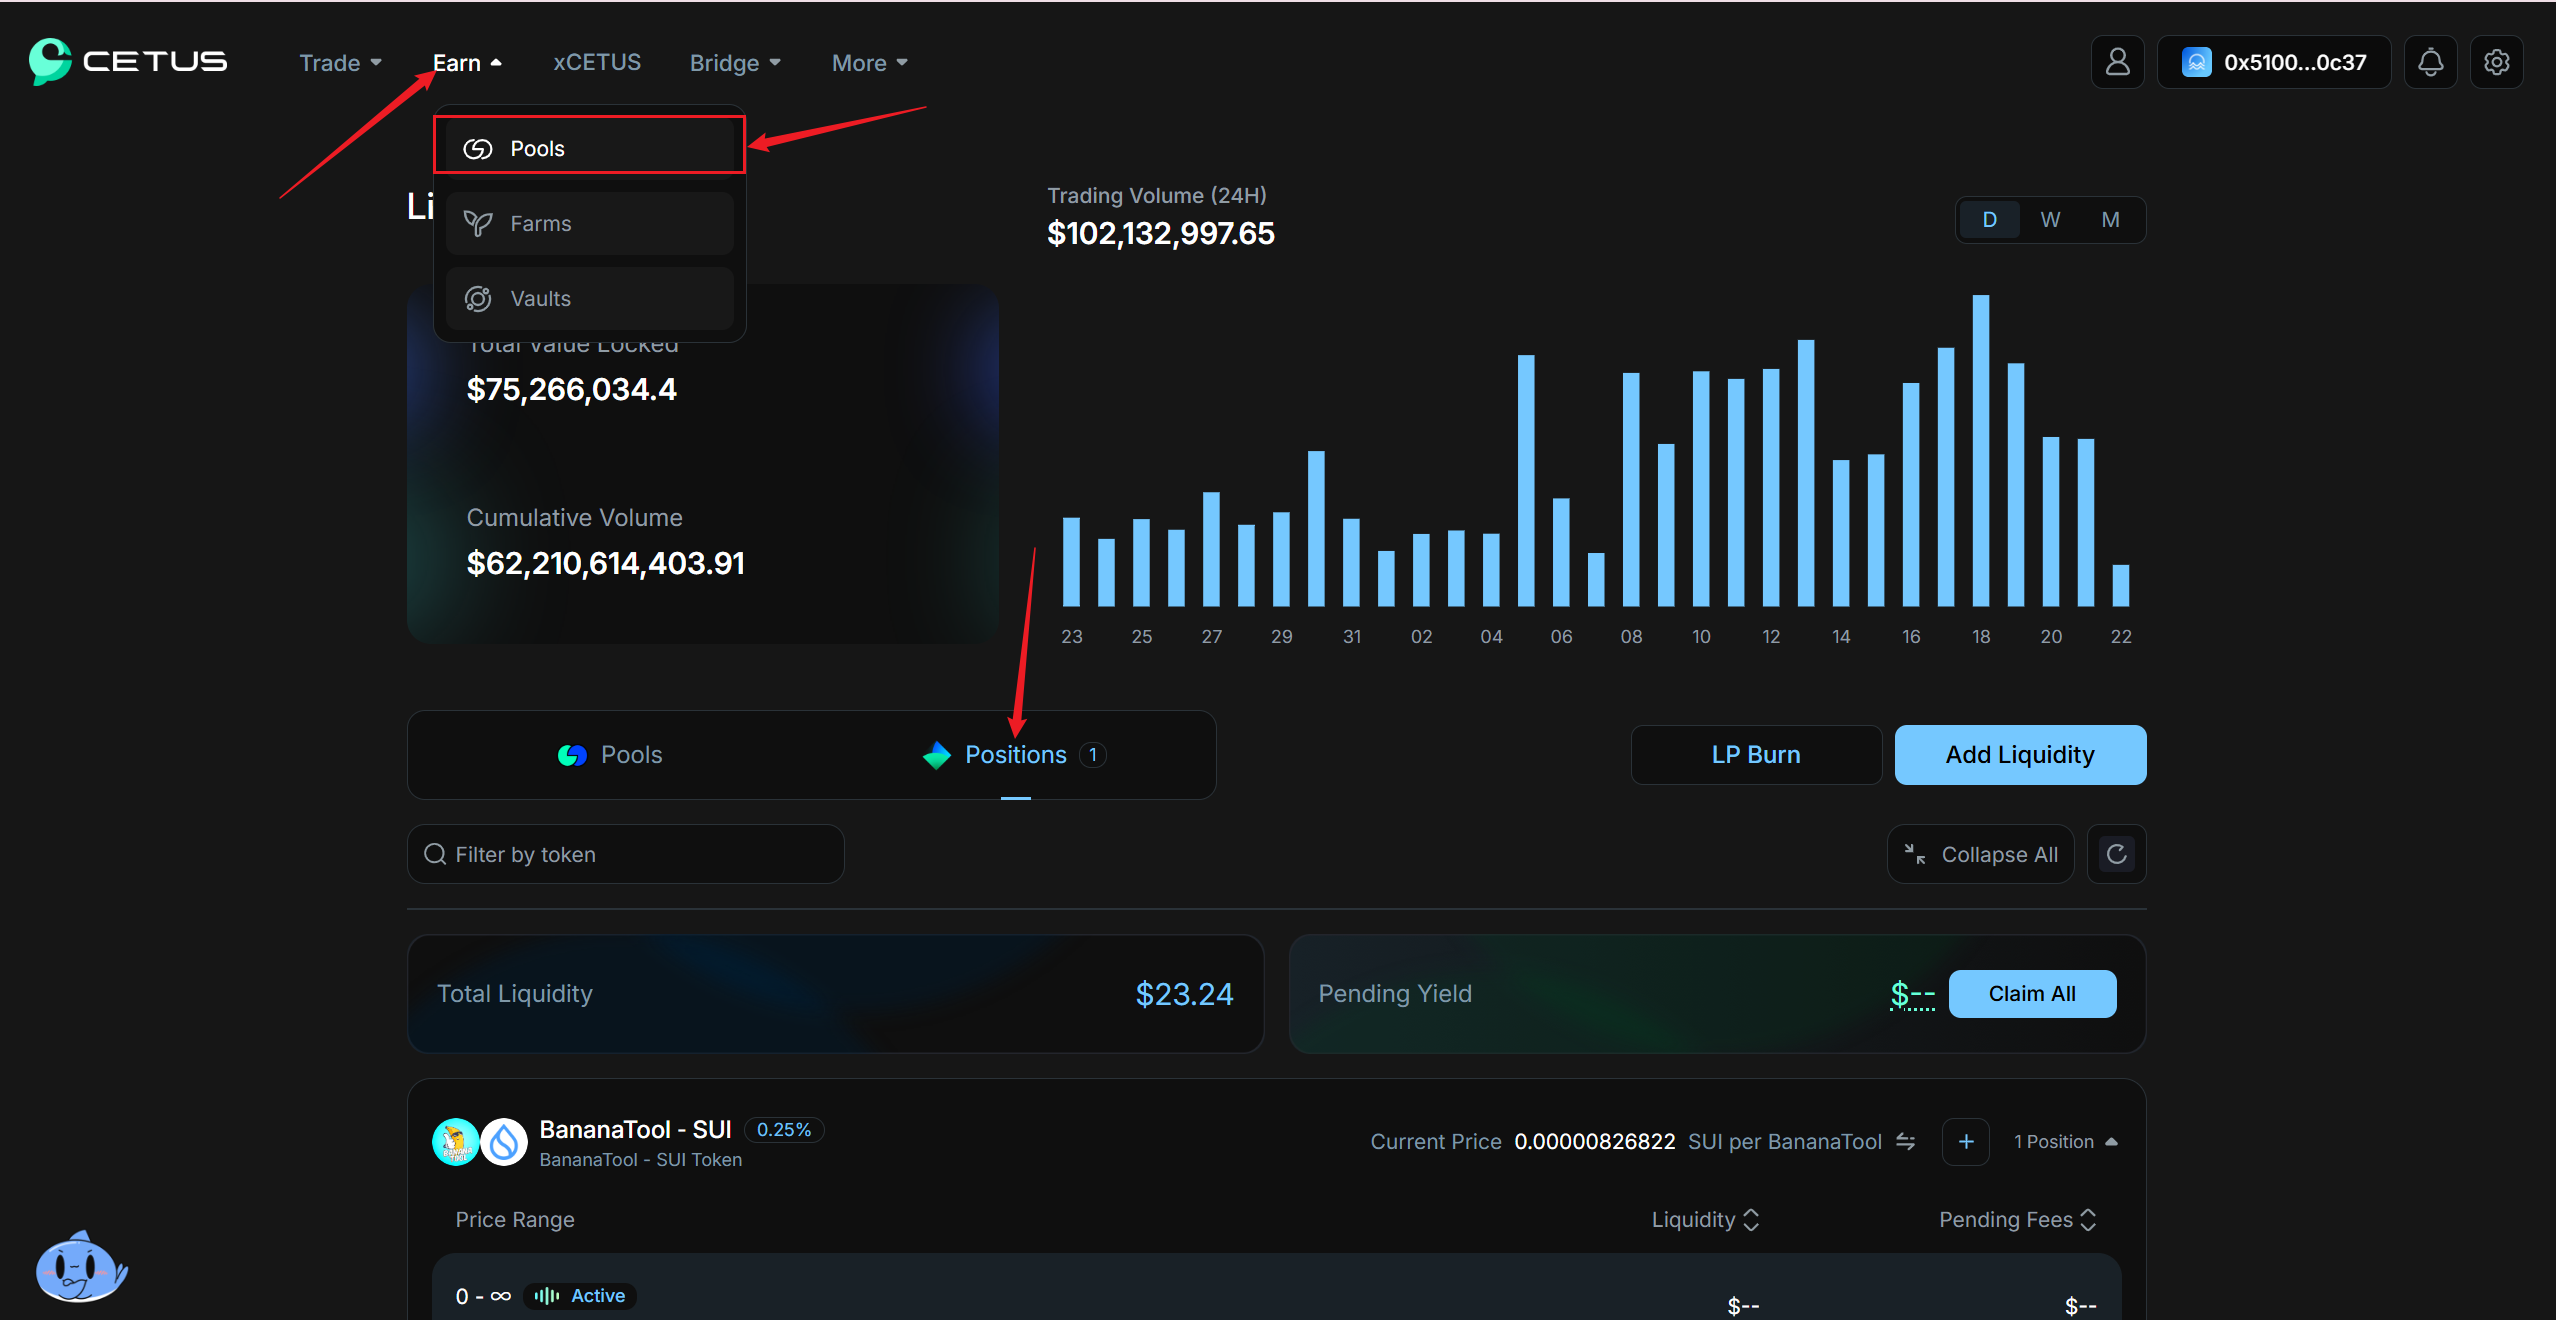 CETUS
Trade
Earn
xCETUS
Bridge
More
0x5100...0c37
Pools
Farms
Vaults
Li
Trading Volume (24H)
$102,132,997.65
D W M
Total Value Locked
$75,266,034.4
Cumulative Volume
$62,210,614,403.91
23 25 27 29 31 02 04 06 08 10 12 14 16 18 20 22
Pools
Positions 1
LP Burn
Add Liquidity
Filter by token
Collapse All
Total Liquidity
$23.24
Pending Yield
$--
Claim All
BananaTool - SUI 0.25%
BananaTool - SUI Token
Current Price 0.00000826822 SUI per BananaTool
+
1 Position
Price Range
Liquidity
Pending Fees
0 - ∞
Active
$--
$--